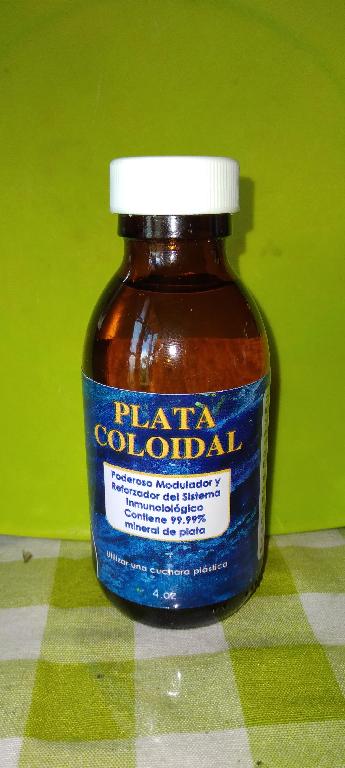 PLATA
COLOIDAL
Poderoso Modulador y
Reforzador del Sistema
Inmunolológico
Contiene 99.99%
mineral de plata
Utilizar una cuchara plástica
4 oz